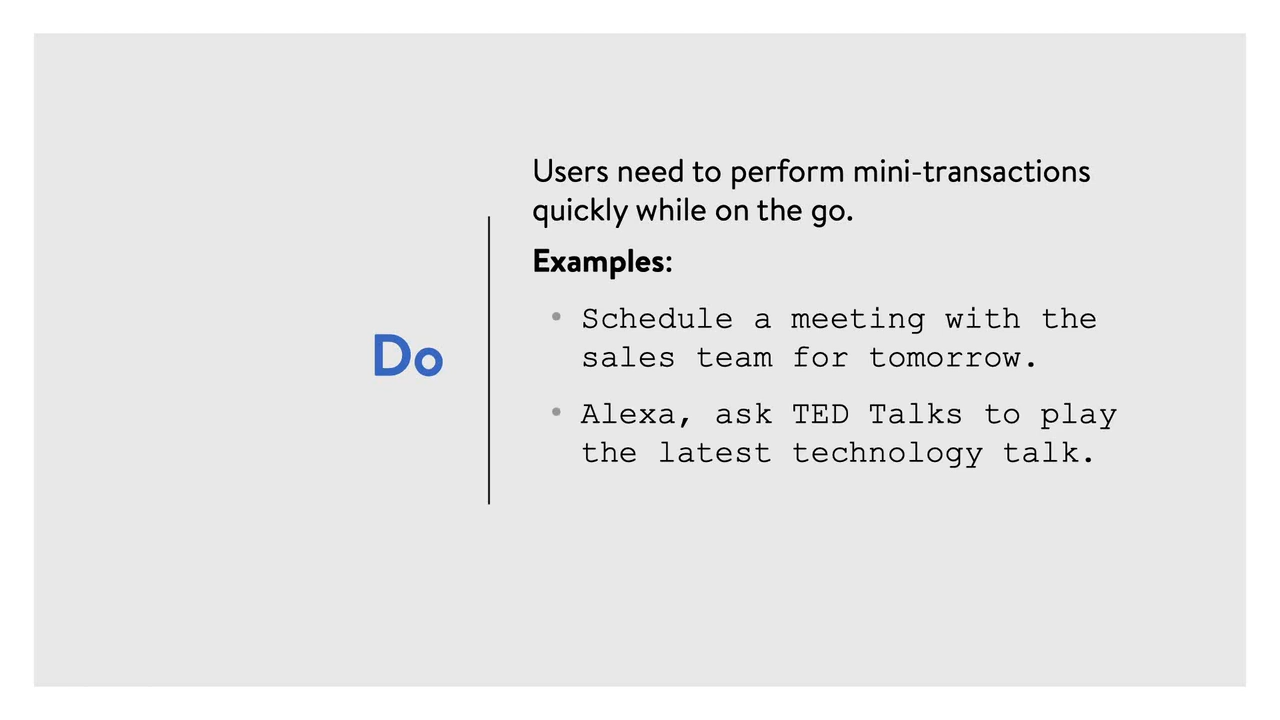 Do
Users need to perform mini-transactions
quickly while on the go.
Examples:
• Schedule a meeting with the
sales team for tomorrow.
• Alexa, ask TED Talks to play
the latest technology talk.